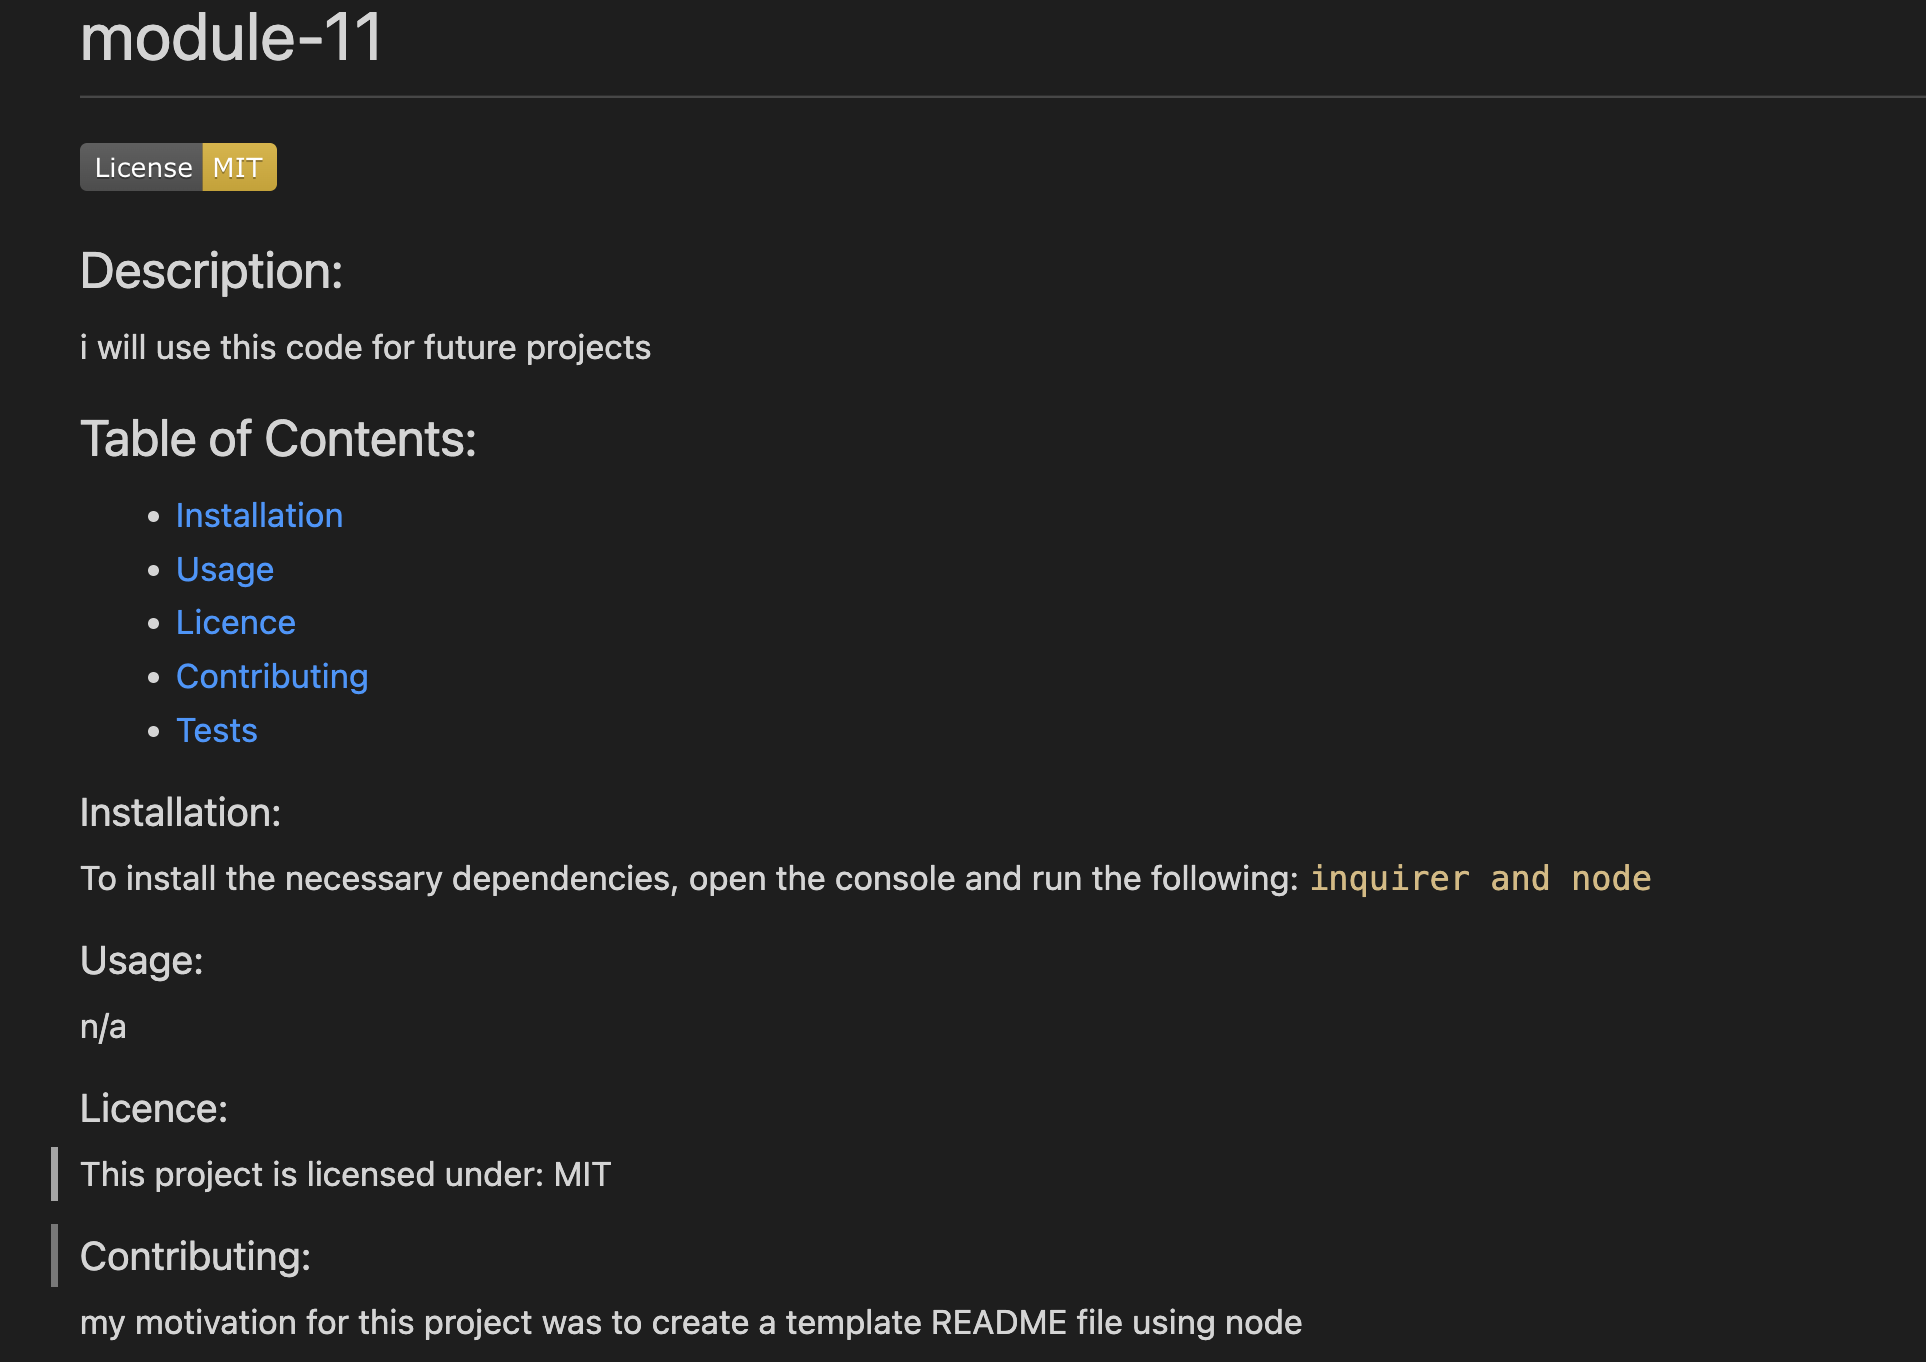 module-11
License MIT
Description:
i will use this code for future projects
Table of Contents:
Installation
Usage
Licence
Contributing
Tests
Installation:
To install the necessary dependencies, open the console and run the following: inquirer and node
Usage:
n/a
Licence:
This project is licensed under: MIT
Contributing:
my motivation for this project was to create a template README file using node